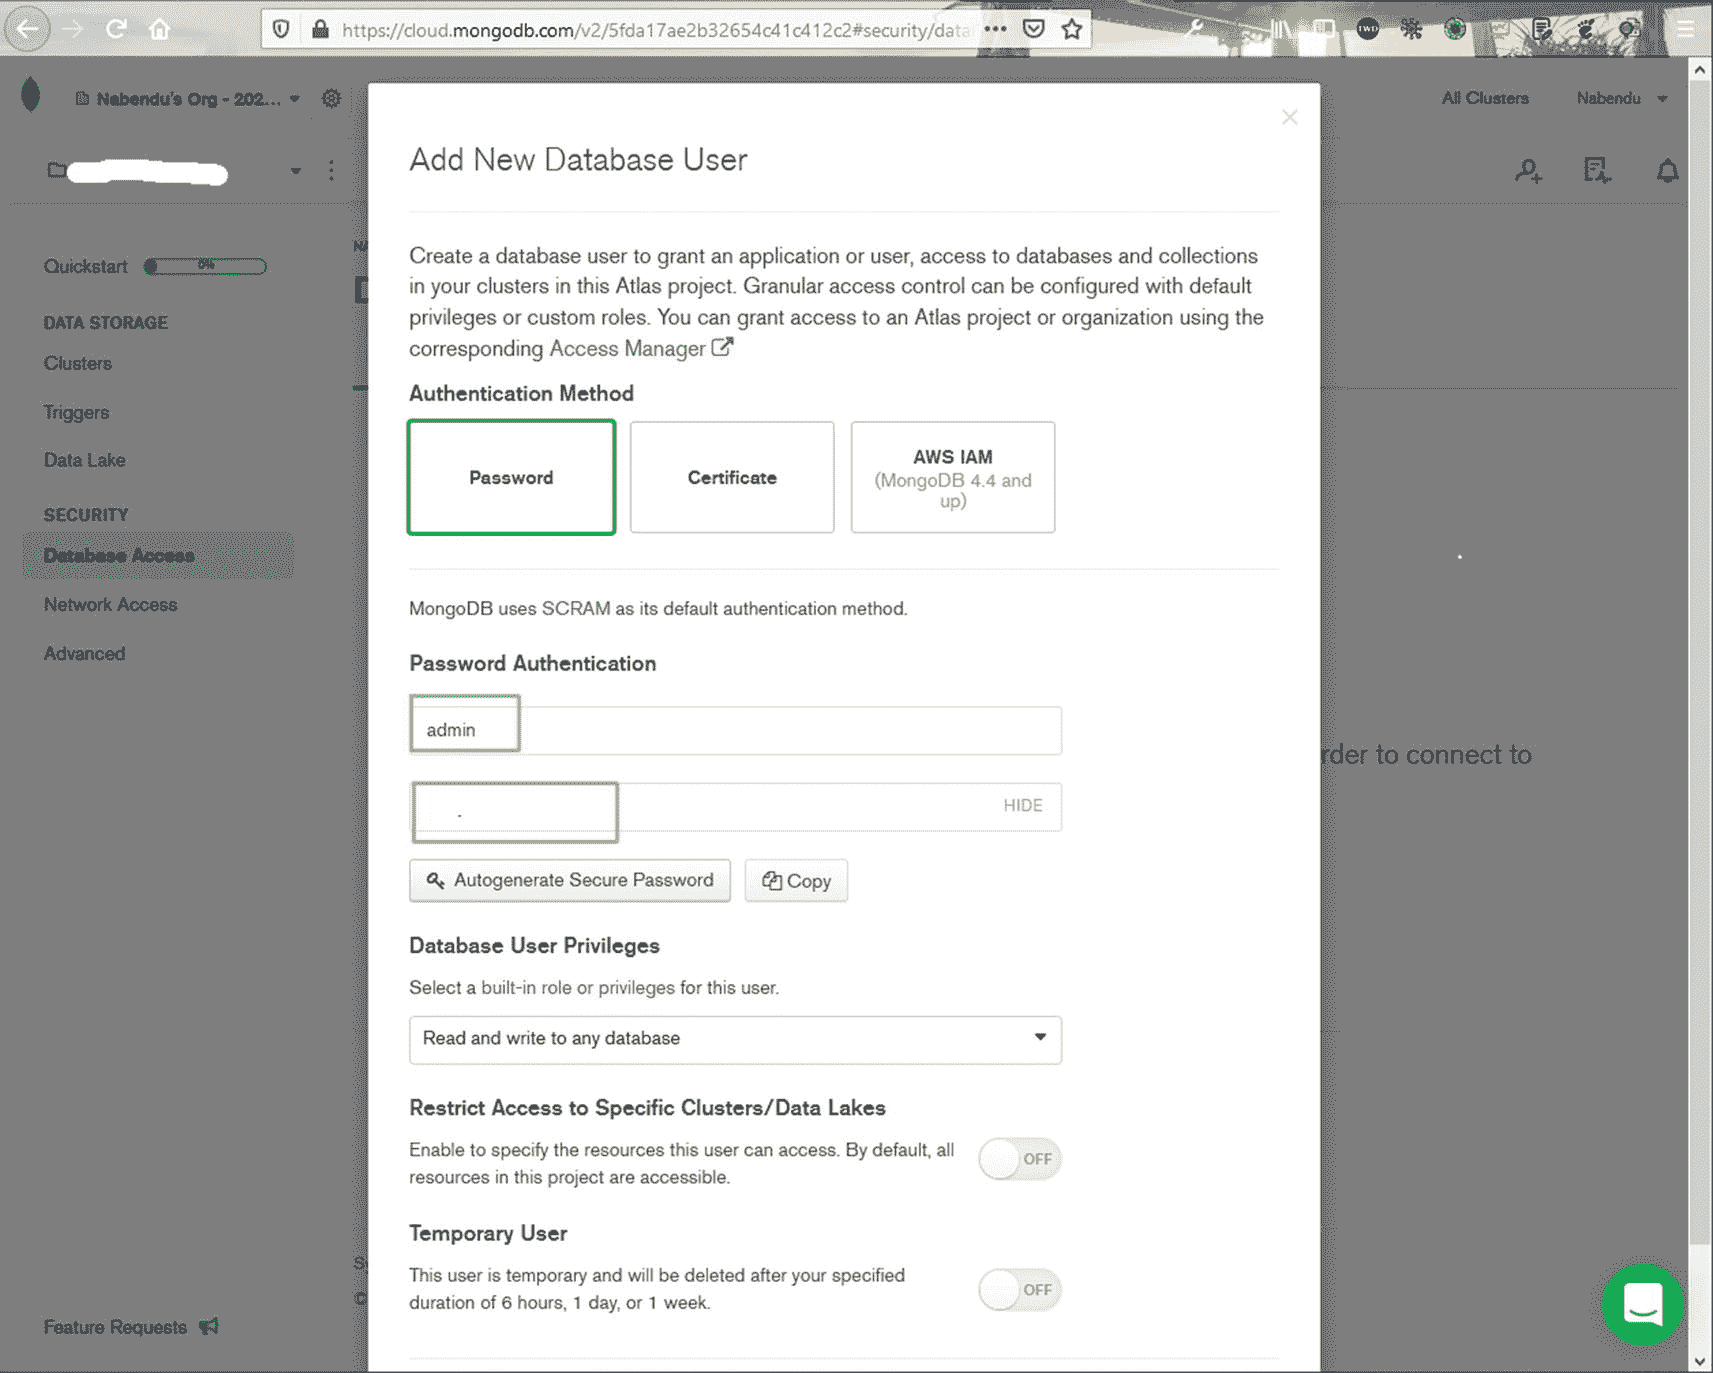 https://cloud.mongodb.com/v2/5fda17ae2b32654c41c412c2#security/data
IWD
Nabendu's Org - 202...
All Clusters
Nabendu
Add New Database User
Quickstart
0%
Create a database user to grant an application or user, access to databases and collections
in your clusters in this Atlas project. Granular access control can be configured with default
privileges or custom roles. You can grant access to an Atlas project or organization using the
corresponding Access Manager
DATA STORAGE
Clusters
Triggers
Data Lake
SECURITY
Database Access
Network Access
Advanced
Authentication Method
Password
Certificate
AWS IAM
(MongoDB 4.4 and
up)
MongoDB uses SCRAM as its default authentication method.
Password Authentication
admin
HIDE
Autogenerate Secure Password
Copy
rder to connect to
Database User Privileges
Select a built-in role or privileges for this user.
Read and write to any database
Restrict Access to Specific Clusters/Data Lakes
Enable to specify the resources this user can access. By default, all
resources in this project are accessible.
OFF
Temporary User
This user is temporary and will be deleted after your specified
duration of 6 hours, 1 day, or 1 week.
OFF
Feature Requests